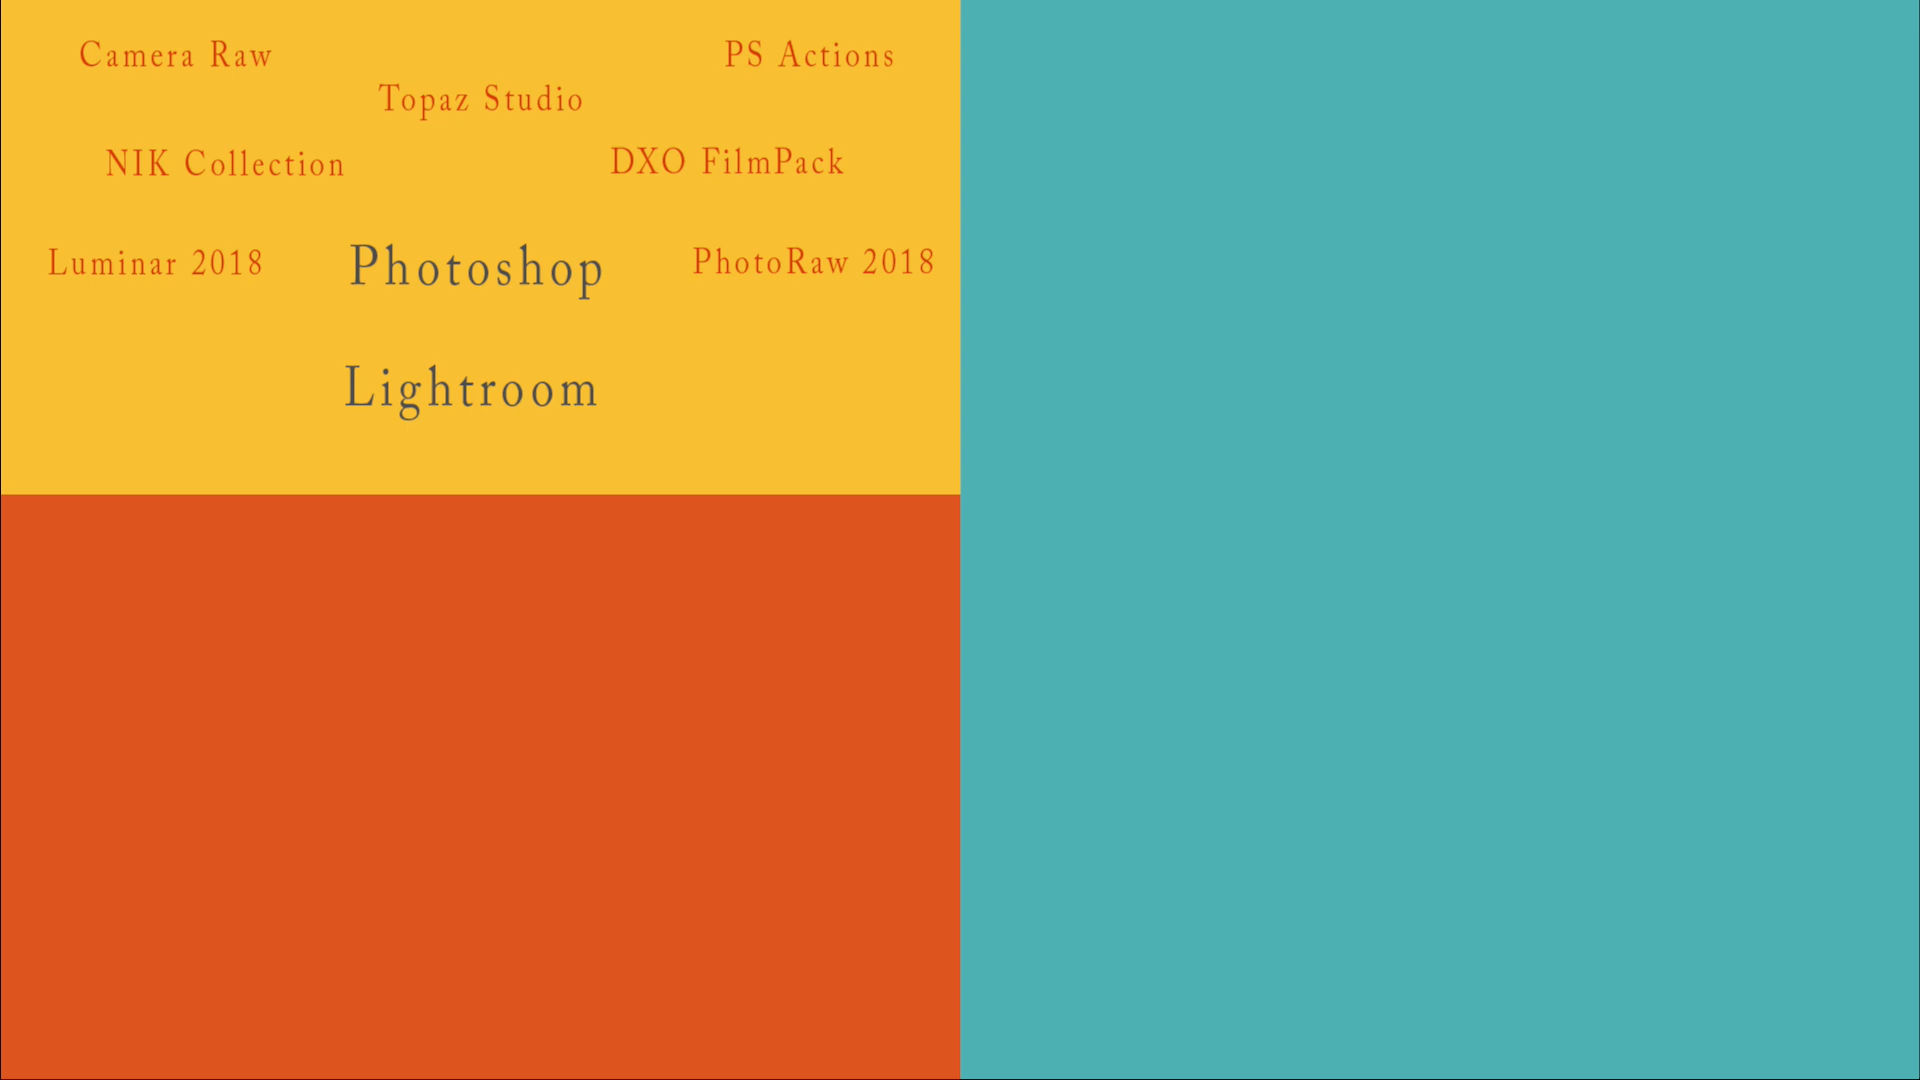 Camera Raw
PS Actions
Topaz Studio
NIK Collection
DXO FilmPack
Luminar 2018
Photoshop
PhotoRaw 2018
Lightroom